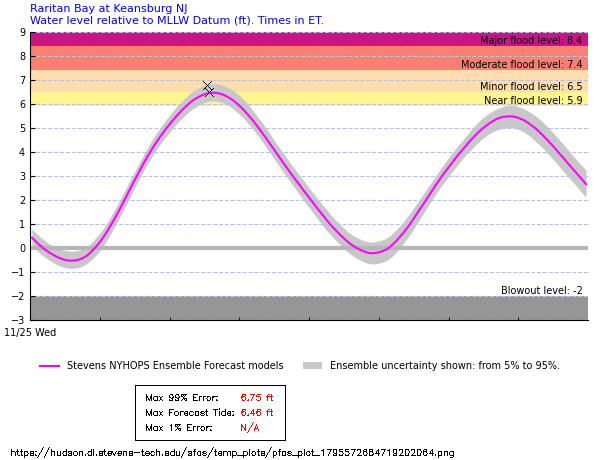 Raritan Bay at Keansburg NJ
Water level relative to MLLW Datum (ft). Times in ET.
9
Major flood level: 8.4
8
Moderate flood level: 7.4
7
Minor flood level: 6.5
Near flood level: 5.9
6
5
4
3
2
1
0
−1
Blowout level: -2
−2
−3
11/25 Wed
Stevens NYHOPS Ensemble Forecast models
Ensemble uncertainty shown: from 5% to 95%.
Max 99% Error: 6.75 ft
Max Forecast Tide: 6.46 ft
Max 1% Error: N/A
https://hudson.dl.stevens-tech.edu/afos/temp_plots/pfos_plot_1795572684719202064.png